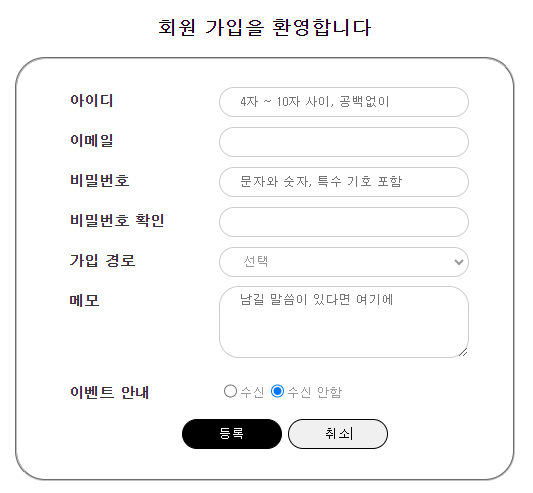 회원 가입을 환영합니다
아이디 4자 ~ 10자 사이, 공백없이
이메일
비밀번호 문자와 숫자, 특수 기호 포함
비밀번호 확인
가입 경로 선택
메모 남길 말씀이 있다면 여기에
이벤트 안내 수신 수신 안함
등록 취소